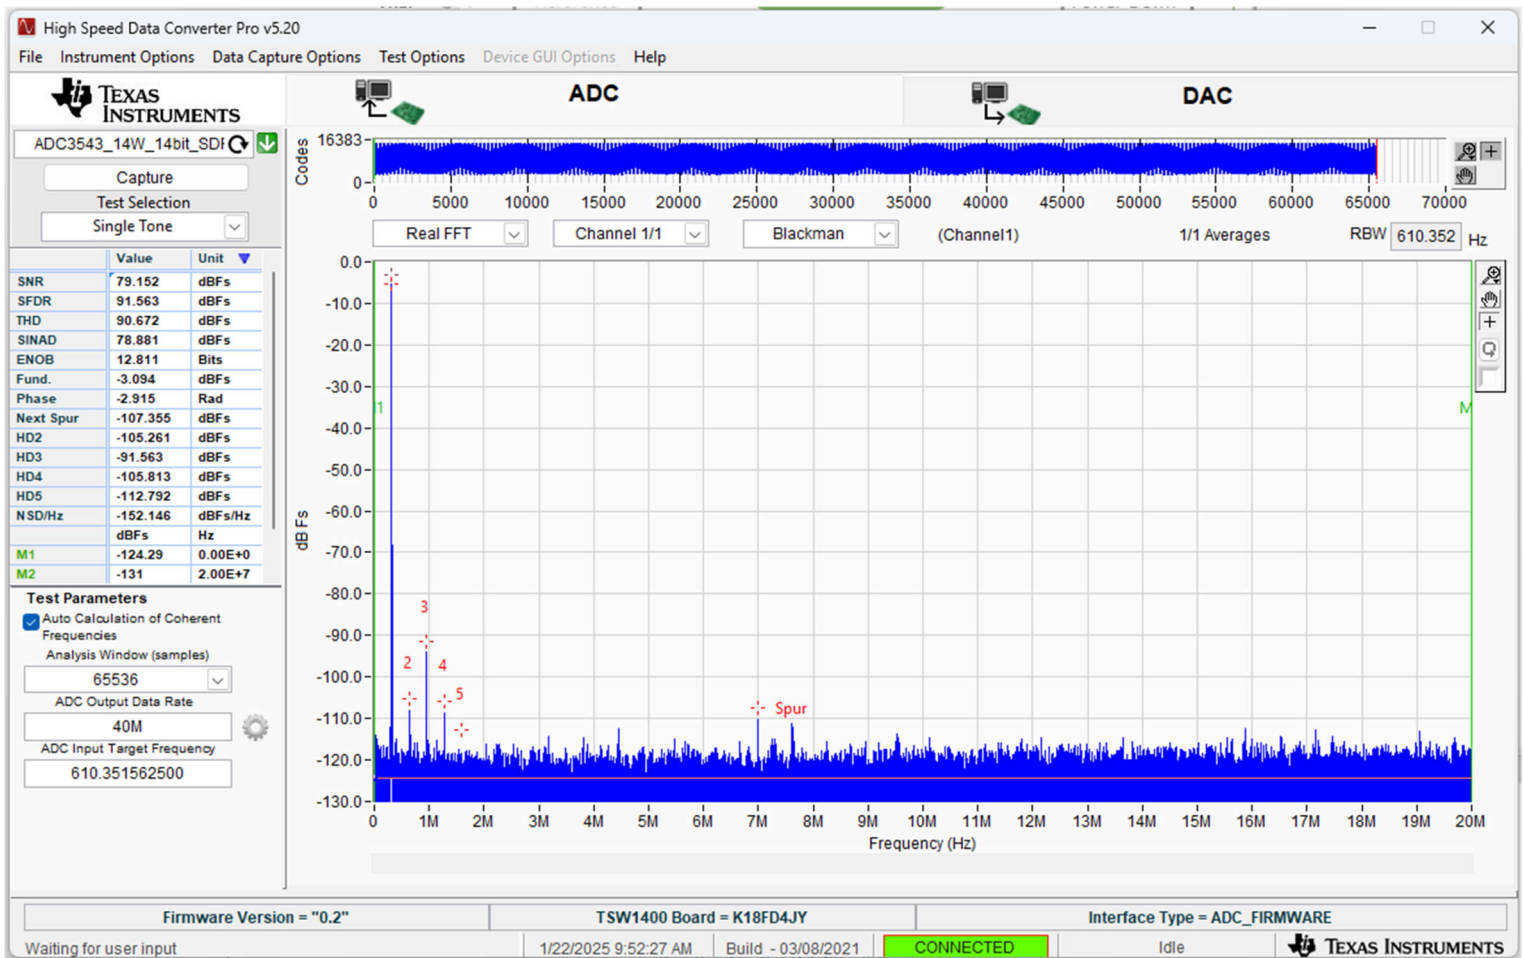 High Speed Data Converter Pro v5.20
File Instrument Options Data Capture Options Test Options Device GUI Options Help
TEXAS INSTRUMENTS
ADC
DAC
ADC3543_14W_14bit_SDR
Capture
Test Selection
Single Tone
Value Unit
SNR 79.152 dBFs
SFDR 91.563 dBFs
THD 90.672 dBFs
SINAD 78.881 dBFs
ENOB 12.811 Bits
Fund. -3.094 dBFs
Phase -2.915 Rad
Next Spur -107.355 dBFs
HD2 -105.261 dBFs
HD3 -91.563 dBFs
HD4 -105.813 dBFs
HD5 -112.792 dBFs
NSD/Hz -152.146 dBFs/Hz
dBFs Hz
M1 -124.29 0.00E+0
M2 -131 2.00E+7
Test Parameters
Auto Calculation of Coherent
Frequencies
Analysis Window (samples)
65536
ADC Output Data Rate
40M
ADC Input Target Frequency
610.351562500
Codes
16383
0
0 5000 10000 15000 20000 25000 30000 35000 40000 45000 50000 55000 60000 65000 70000
Real FFT Channel 1/1 Blackman (Channel1) 1/1 Averages RBW 610.352 Hz
dBFs
0.0
-10.0
-20.0
-30.0
-40.0
-50.0
-60.0
-70.0
-80.0
-90.0
-100.0
-110.0
-120.0
-130.0
1
M
3
2
4
5
Spur
0 1M 2M 3M 4M 5M 6M 7M 8M 9M 10M 11M 12M 13M 14M 15M 16M 17M 18M 19M 20M
Frequency (Hz)
Firmware Version = "0.2" TSW1400 Board = K18FD4JY Interface Type = ADC_FIRMWARE
Waiting for user input 1/22/2025 9:52:27 AM Build - 03/08/2021 CONNECTED Idle TEXAS INSTRUMENTS